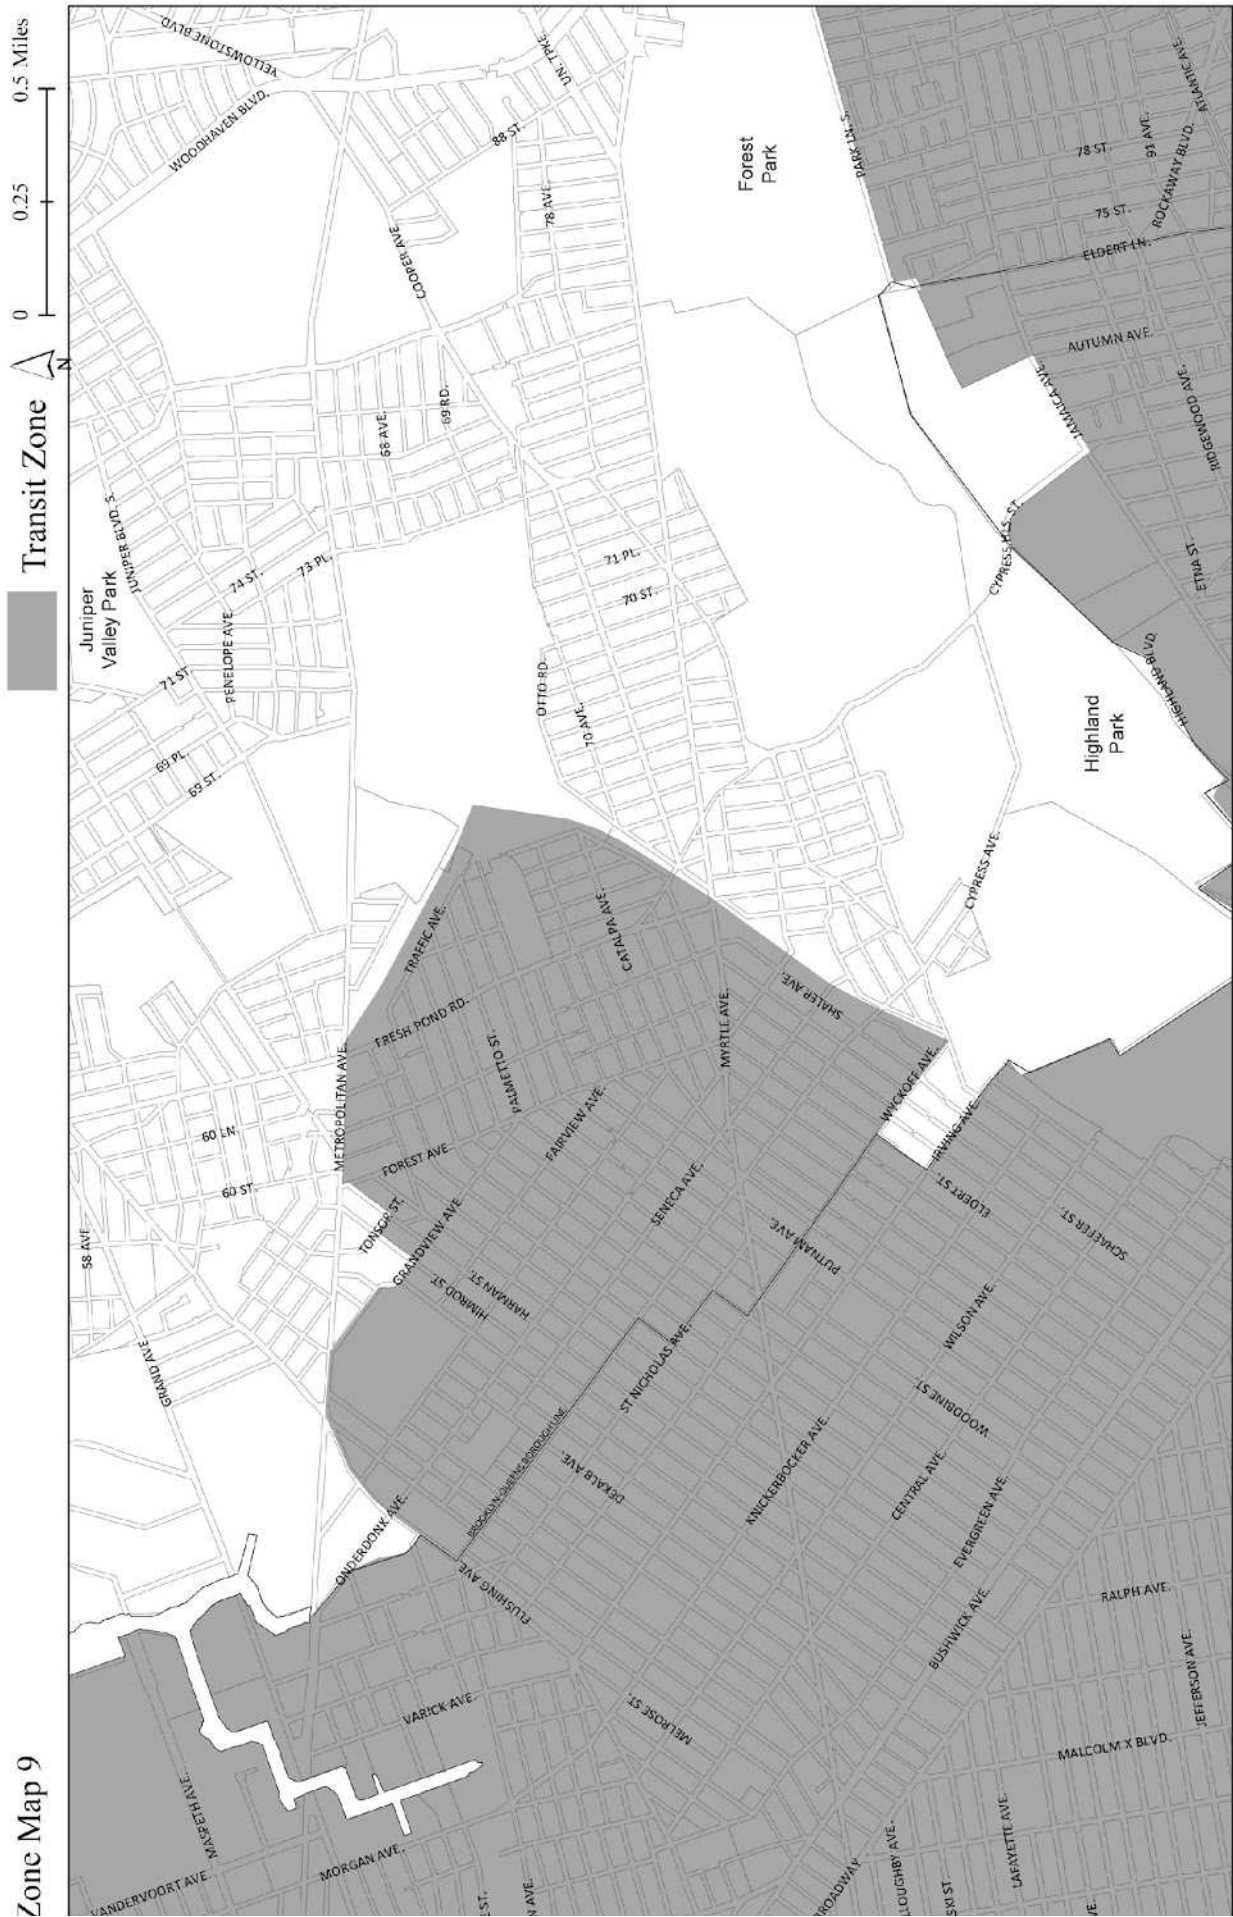 Zone Map 9
Transit Zone
N
0 0.25 0.5 Miles
Juniper
Valley Park
Forest
Park
Highland
Park
YELLOWSTONE BLVD.
WOODHAVEN BLVD.
UN. TPKE.
88 ST.
78 AVE.
COOPER AVE.
PARK LN. S.
78 ST.
91 AVE.
ATLANTIC AVE.
ROCKAWAY BLVD.
75 ST.
ELDERT LN.
AUTUMN AVE.
JAMAICA AVE.
RIDGEWOOD AVE.
ETNA ST.
CYPRESS HLS. ST.
HIGHLAND BLVD.
CYPRESS AVE.
JUNIPER BLVD. S.
68 AVE.
69 RD.
74 ST.
73 PL.
PENELOPE AVE.
71 ST.
69 PL.
69 ST.
71 PL.
70 ST.
OTTO RD.
70 AVE.
TRAFFIC AVE.
CATALPA AVE.
FRESH POND RD.
PALMETTO ST.
METROPOLITAN AVE.
60 LN.
60 ST.
58 AVE
GRAND AVE
FOREST AVE.
FAIRVIEW AVE.
MYRTLE AVE.
SHALER AVE.
WYCKOFF AVE.
IRVING AVE.
ELDERT ST.
SCHAEFER ST.
TONSOR ST.
GRANDVIEW AVE
HIMROD ST.
HARMAN ST.
SENECA AVE.
PUTNAM AVE.
ST NICHOLAS AVE.
BROOKLYN-QUEENS BOROUGH LINE
DEKALB AVE.
WILSON AVE.
WOODBINE ST.
KNICKERBOCKER AVE.
CENTRAL AVE.
EVERGREEN AVE.
BUSHWICK AVE.
ONDERDONK AVE.
FLUSHING AVE
VARICK AVE.
MELROSE ST.
RALPH AVE.
JEFFERSON AVE.
MALCOLM X BLVD.
LAFAYETTE AVE.
MASPETH AVE.
MORGAN AVE.
VANDERVOORT AVE.
ROADWAY
LOUGHBY AVE.
SKI ST.
VE.
E ST.
N AVE.